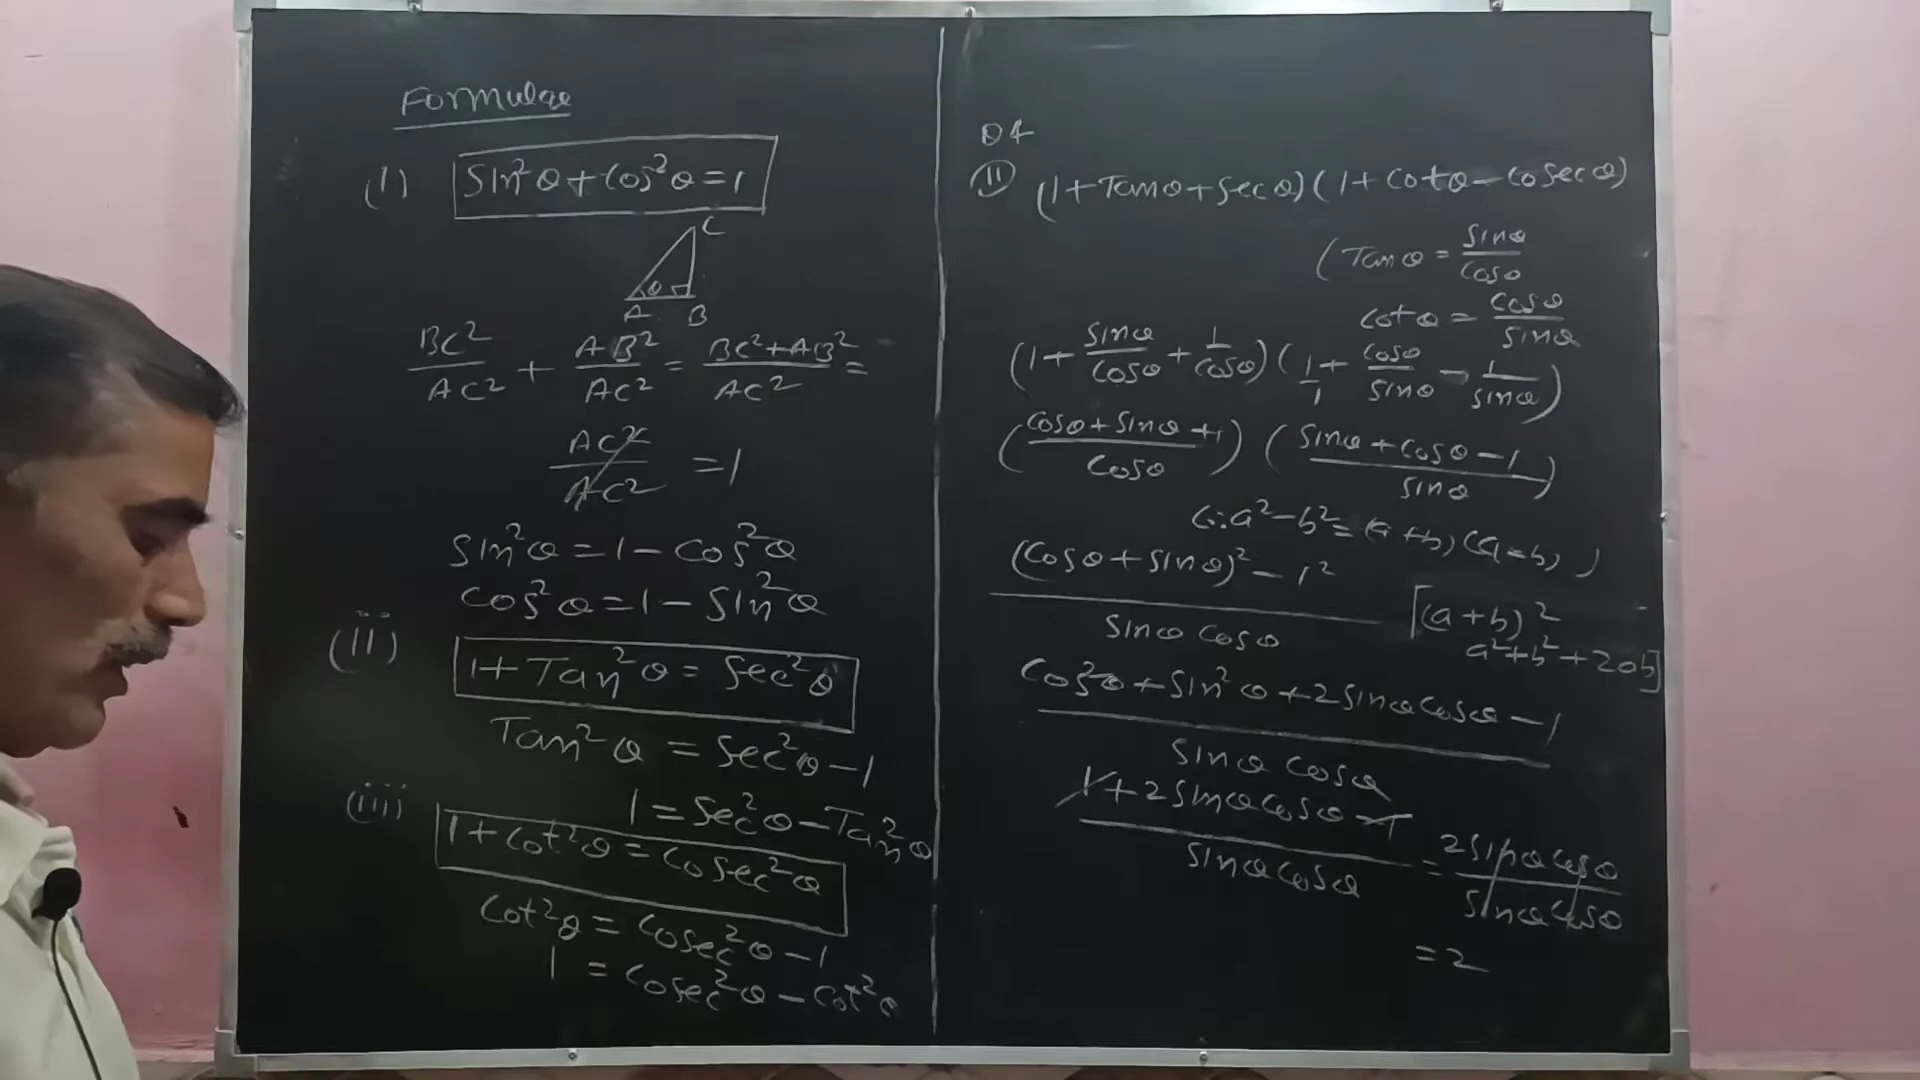 Formulae
(1) Sin²θ + Cos²θ = 1
C
θ
A B
BC²/AC² + AB²/AC² = BC²+AB²/AC² =
AC²/AC² = 1
Sin²θ = 1 - Cos²θ
Cos²θ = 1 - Sin²θ
(ii) 1 + Tan²θ = Sec²θ
Tan²θ = Sec²θ - 1
1 = Sec²θ - Tan²θ
(iii) 1 + Cot²θ = Cosec²θ
Cot²θ = Cosec²θ - 1
1 = Cosec²θ - Cot²θ
Q4
(11) (1 + Tanθ + Secθ)(1 + Cotθ - Cosecθ)
(Tanθ = Sinθ/Cosθ
Cotθ = Cosθ/Sinθ
(1 + Sinθ/Cosθ + 1/Cosθ)(1/1 + Cosθ/Sinθ - 1/Sinθ)
(Cosθ + Sinθ + 1/Cosθ)(Sinθ + Cosθ - 1/Sinθ)
(∵ a² - b² = (a+b)(a-b))
(Cosθ + Sinθ)² - 1²/Sinθ Cosθ
[(a+b)²
a² + b² + 2ab]
Cos²θ + Sin²θ + 2SinθCosθ - 1/Sinθ Cosθ
1 + 2SinθCosθ - 1/SinθCosθ = 2SinθCosθ/SinθCosθ
= 2